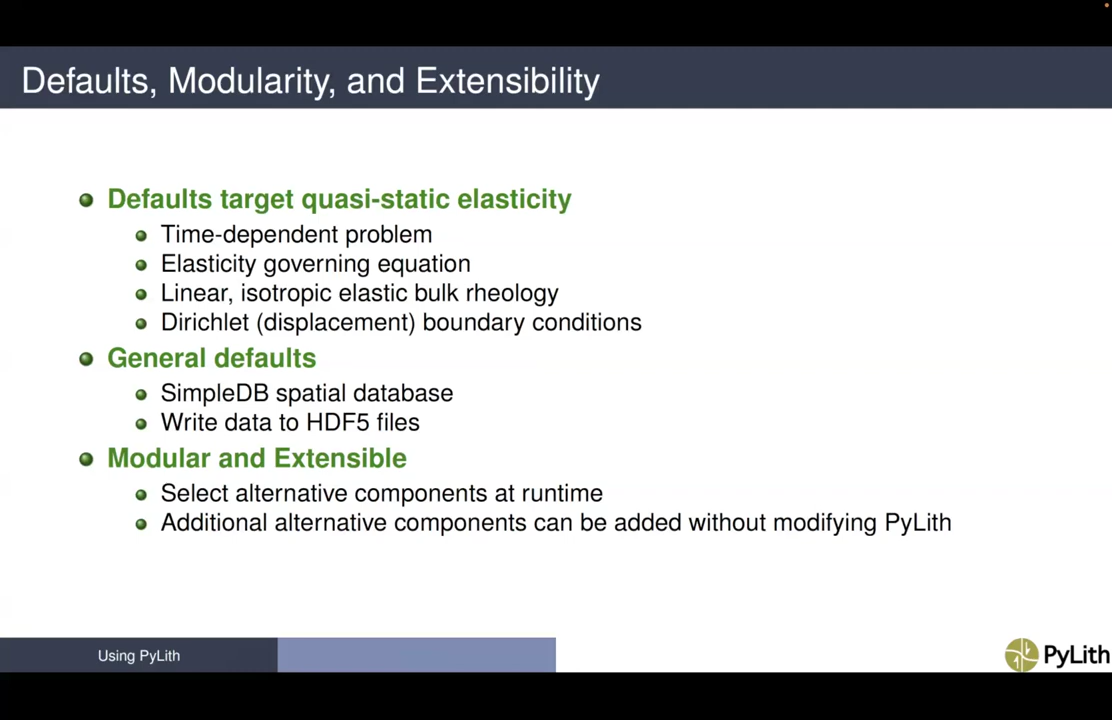 Defaults, Modularity, and Extensibility
Defaults target quasi-static elasticity
Time-dependent problem
Elasticity governing equation
Linear, isotropic elastic bulk rheology
Dirichlet (displacement) boundary conditions
General defaults
SimpleDB spatial database
Write data to HDF5 files
Modular and Extensible
Select alternative components at runtime
Additional alternative components can be added without modifying PyLith
Using PyLith
PyLith